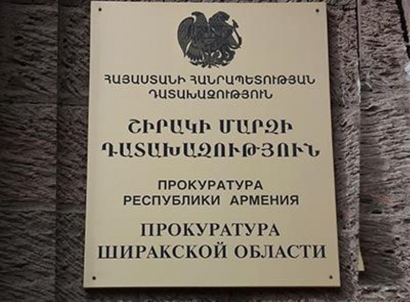 ՀԱՅԱՍՏԱՆԻ ՀԱՆՐԱՊԵՏՈՒԹՅԱՆ
ԴԱՏԱԽԱԶՈՒԹՅՈՒՆ
ՇԻՐԱԿԻ ՄԱՐԶԻ
ԴԱՏԱԽԱԶՈՒԹՅՈՒՆ
ПРОКУРАТУРА
РЕСПУБЛИКИ АРМЕНИЯ
ПРОКУРАТУРА
ШИРАКСКОЙ ОБЛАСТИ